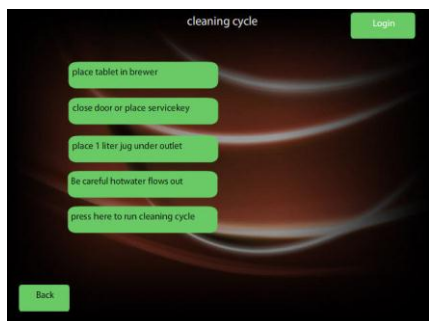 cleaning cycle
Login
place tablet in brewer
close door or place servicekey
place 1 liter jug under outlet
Be careful hotwater flows out
press here to run cleaning cycle
Back